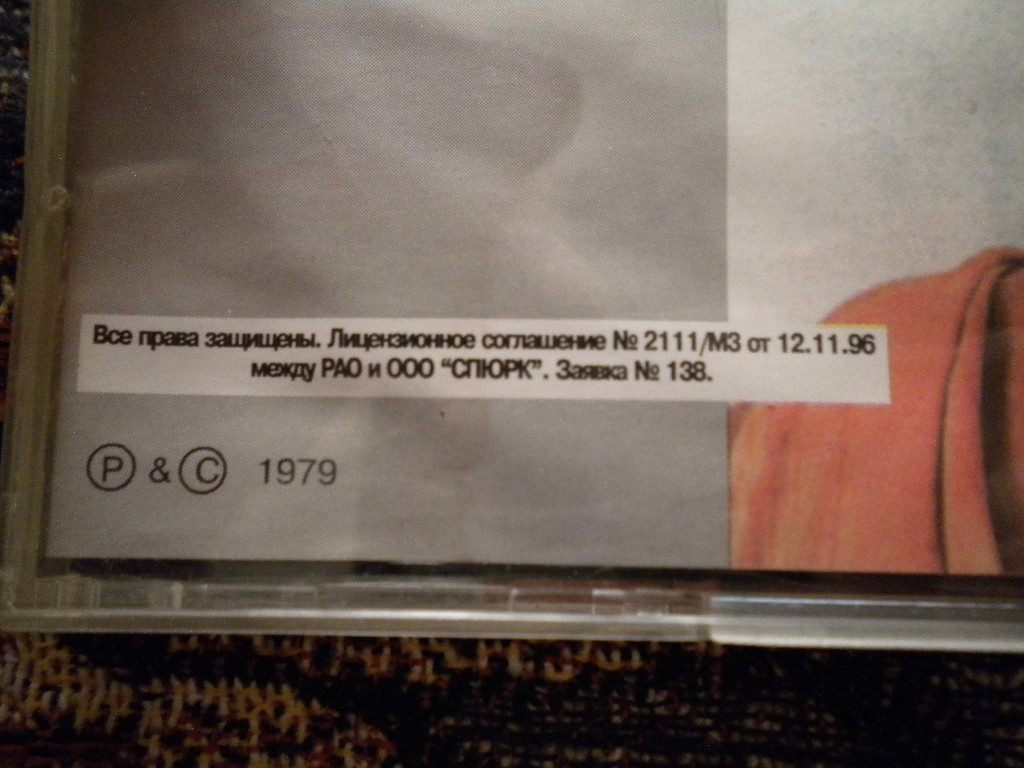 Все права защищены. Лицензионное соглашение № 2111/МЗ от 12.11.96
между РАО и ООО “СПЮРК”. Заявка № 138.
Ⓟ & © 1979